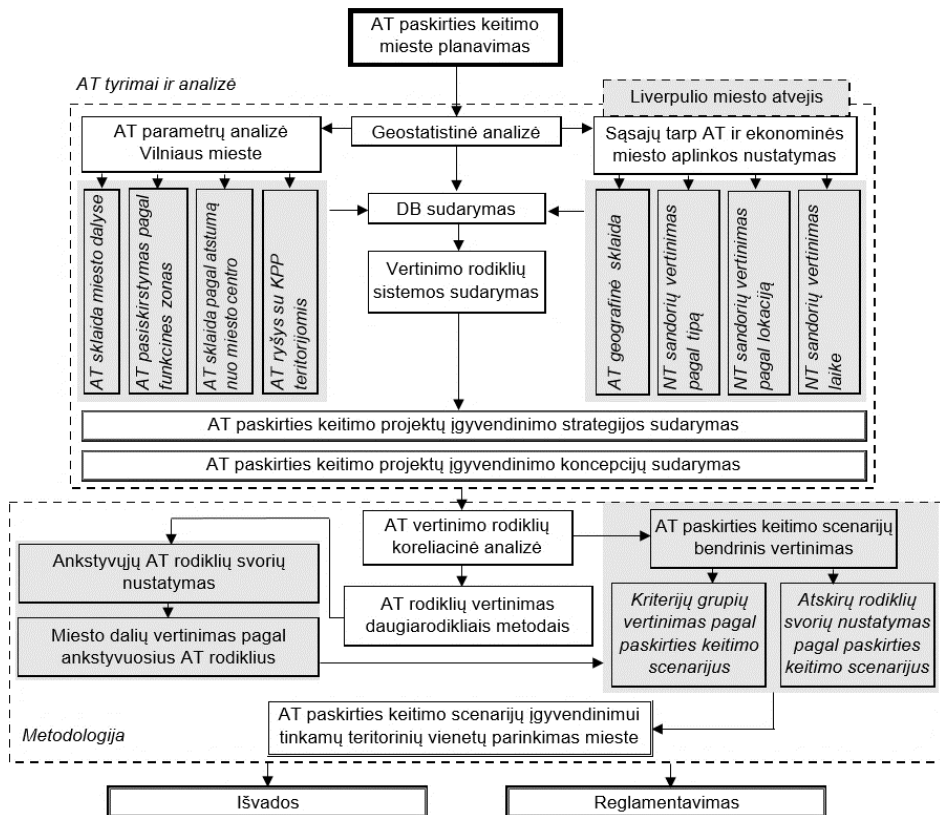 AT paskirties keitimo
mieste planavimas
AT tyrimai ir analizė
Liverpulio miesto atvejis
AT parametrų analizė
Vilniaus mieste
Geostatistinė analizė
Sąsajų tarp AT ir ekonominės
miesto aplinkos nustatymas
AT sklaida miesto dalyse
AT pasiskirstymas pagal
funkcines zonas
AT sklaida pagal atstumą
nuo miesto centro
AT ryšys su KPP
teritorijomis
DB sudarymas
Vertinimo rodiklių
sistemos sudarymas
AT geografinė sklaida
NT sandorių vertinimas
pagal tipą
NT sandorių vertinimas
pagal lokaciją
NT sandorių vertinimas
laike
AT paskirties keitimo projektų įgyvendinimo strategijos sudarymas
AT paskirties keitimo projektų įgyvendinimo koncepcijų sudarymas
AT vertinimo rodiklių
koreliacinė analizė
AT paskirties keitimo scenarijų
bendrinis vertinimas
Ankstyvųjų AT rodiklių svorių
nustatymas
AT rodiklių vertinimas
daugiarodikliais metodais
Kriterijų grupių
vertinimas pagal
paskirties keitimo
scenarijus
Atskirų rodiklių
svorių nustatymas
pagal paskirties
keitimo scenarijus
Miesto dalių vertinimas pagal
ankstyvuosius AT rodiklius
AT paskirties keitimo scenarijų įgyvendinimui
tinkamų teritorinių vienetų parinkimas mieste
Metodologija
Išvados
Reglamentavimas